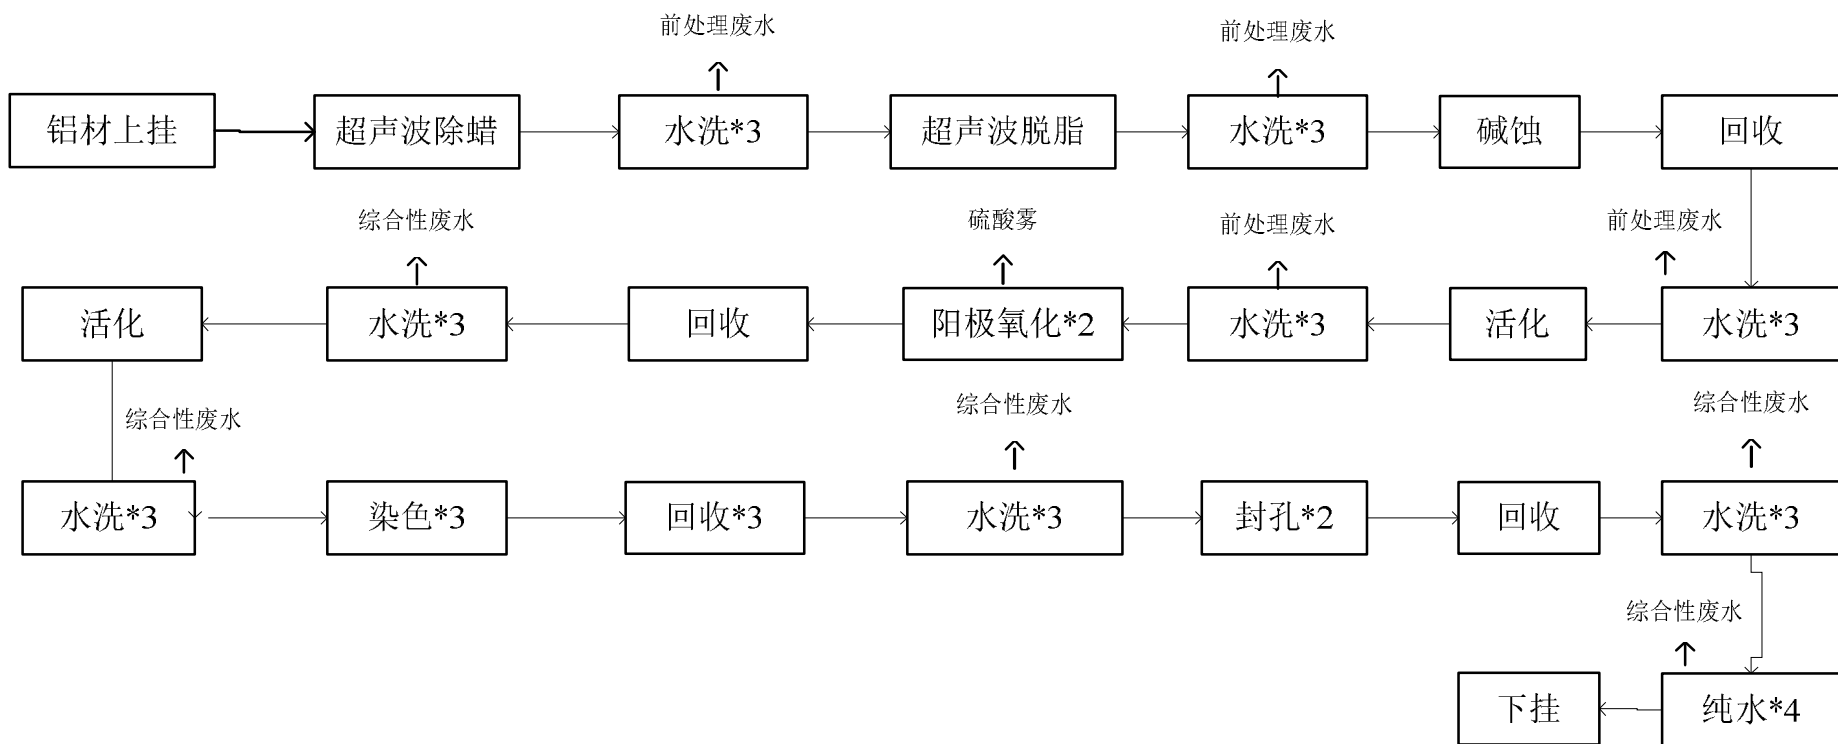 前处理废水
前处理废水
铝材上挂
超声波除蜡
水洗*3
超声波脱脂
水洗*3
碱蚀
回收
综合性废水
硫酸雾
前处理废水
前处理废水
活化
水洗*3
回收
阳极氧化*2
水洗*3
活化
水洗*3
综合性废水
综合性废水
综合性废水
水洗*3
染色*3
回收*3
水洗*3
封孔*2
回收
水洗*3
综合性废水
下挂
纯水*4